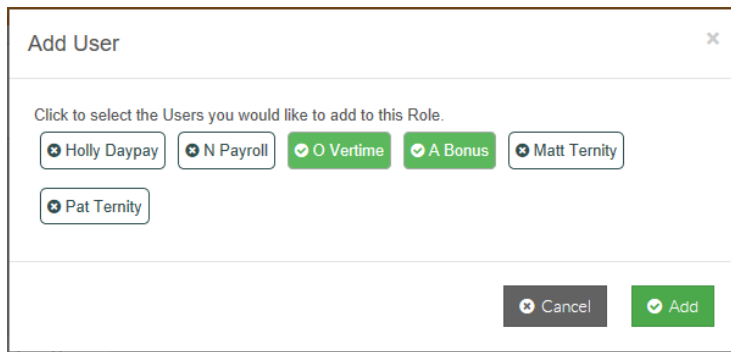 Add User
Click to select the Users you would like to add to this Role.
Holly Daypay N Payroll O Vertime A Bonus Matt Ternity
Pat Ternity
Cancel Add